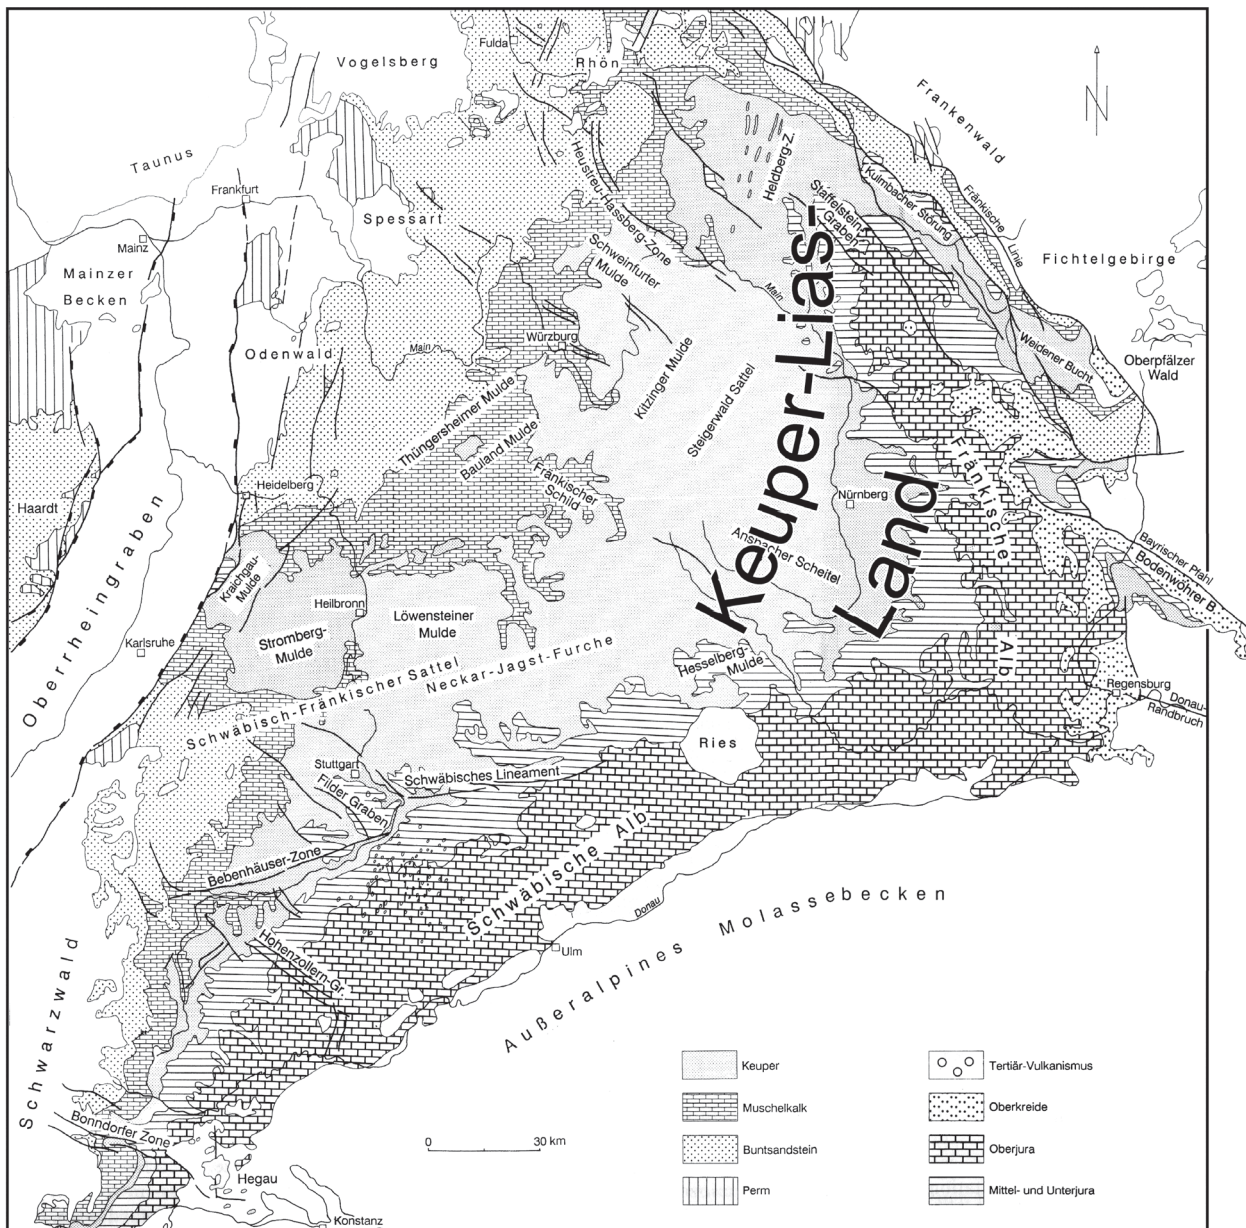 Fulda
Vogelsberg
Rhön
N
Frankenwald
Taunus
Frankfurt
Spessart
Heustreu-Hassberg-Zone
Heldberg-Z.
Staffelstein-
Graben
Kulmbacher Störung
Fränkische Linie
Mainz
Mainzer
Becken
Schweinfurter
Mulde
Main
Fichtelgebirge
Odenwald
Main
Würzburg
Kitzinger Mulde
Steigerwald Sattel
Keuper-Lias-
Land
Weidener Bucht
Oberpfälzer
Wald
Thüngersheimer Mulde
Bauland Mulde
Fränkischer
Schild
Heidelberg
Haardt
Nürnberg
Fränkische
Alb
Ansbacher Scheitel
Bayrischer Pfahl
Bodenwöhrer B.
Oberrheingraben
Kraichgau-
Mulde
Heilbronn
Löwensteiner
Mulde
Stromberg-
Mulde
Karlsruhe
Schwäbisch-Fränkischer Sattel
Neckar-Jagst-Furche
Hesselberg-
Mulde
Regensburg
Donau-
Randbruch
Ries
Stuttgart
Schwäbisches Lineament
Filder Graben
Bebenhäuser-Zone
Schwäbische Alb
Donau
Ulm
Außeralpines Molassebecken
Hohenzollern-Gr.
Schwarzwald
Bonndorfer Zone
Hegau
Konstanz
0 30 km
Keuper
Muschelkalk
Buntsandstein
Perm
Tertiär-Vulkanismus
Oberkreide
Oberjura
Mittel- und Unterjura